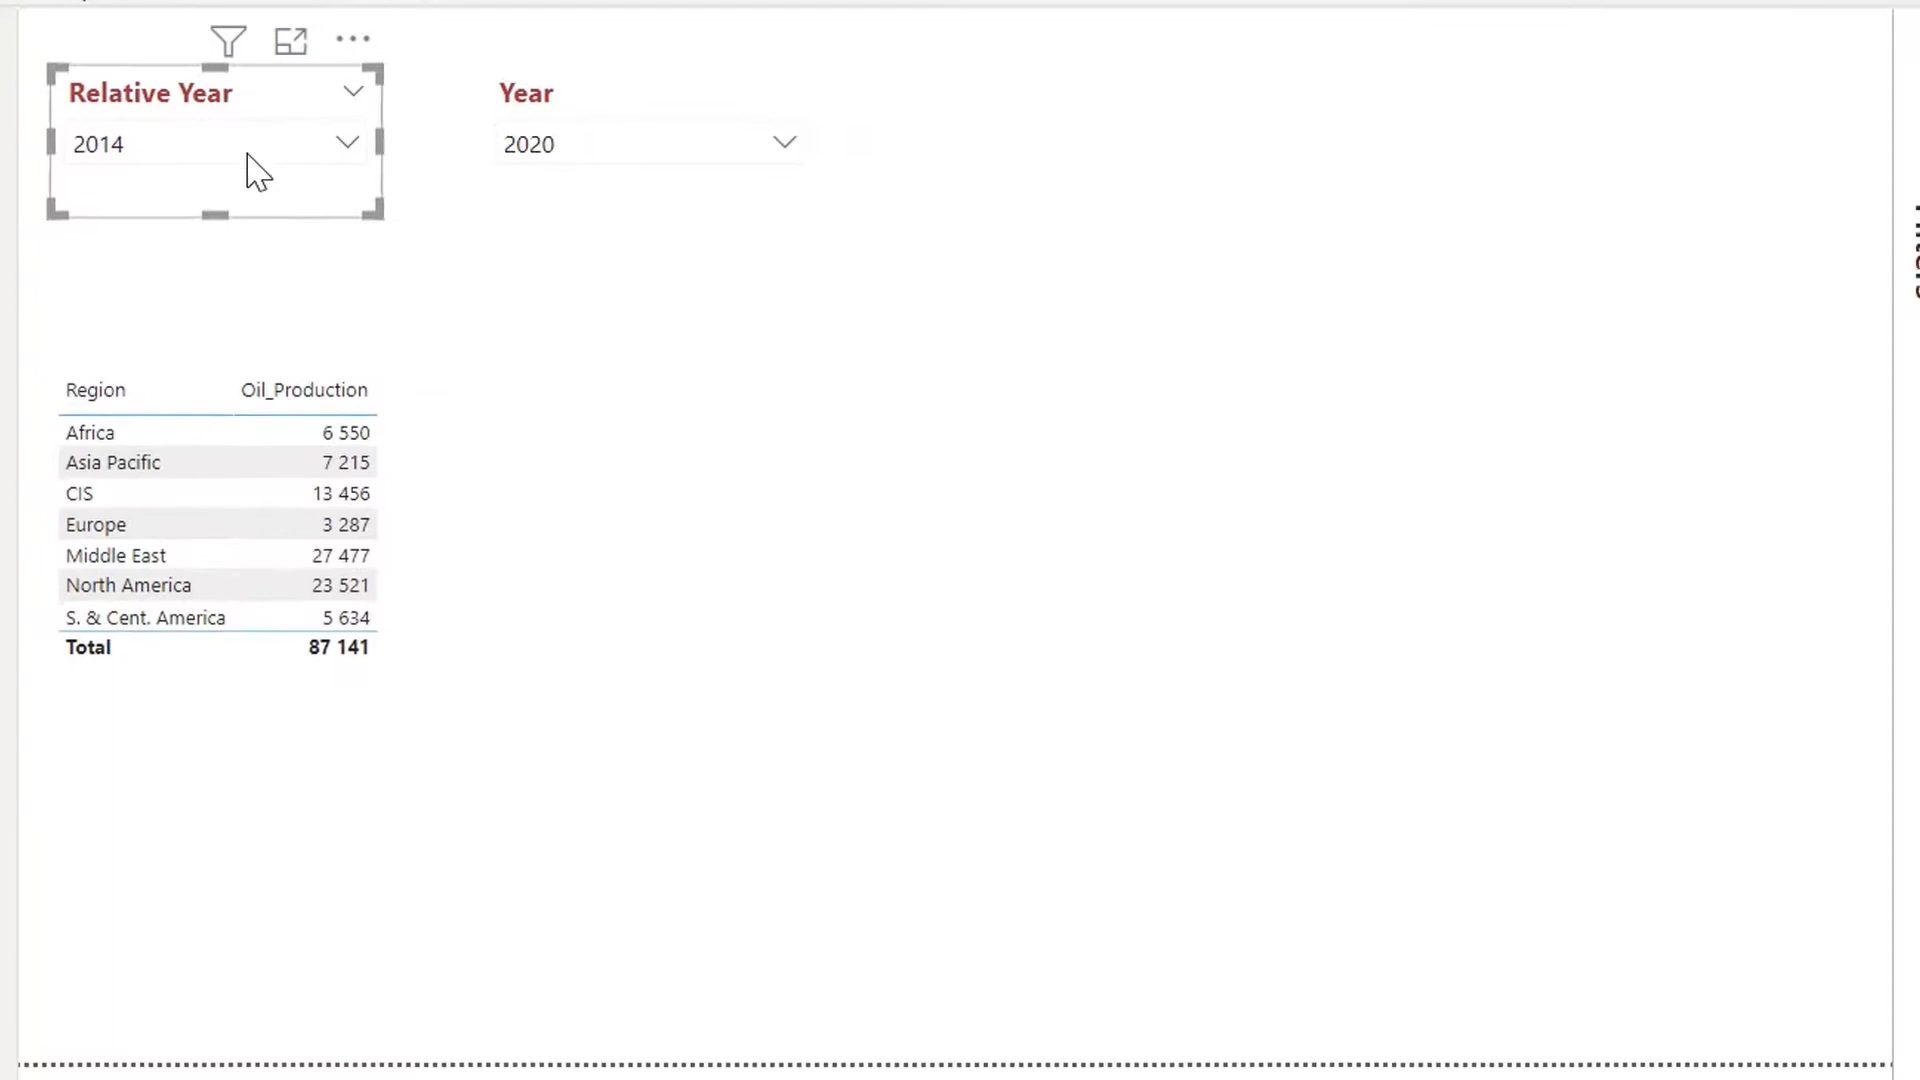 Relative Year
2014
Year
2020
Region Oil_Production
Africa 6 550
Asia Pacific 7 215
CIS 13 456
Europe 3 287
Middle East 27 477
North America 23 521
S. & Cent. America 5 634
Total 87 141